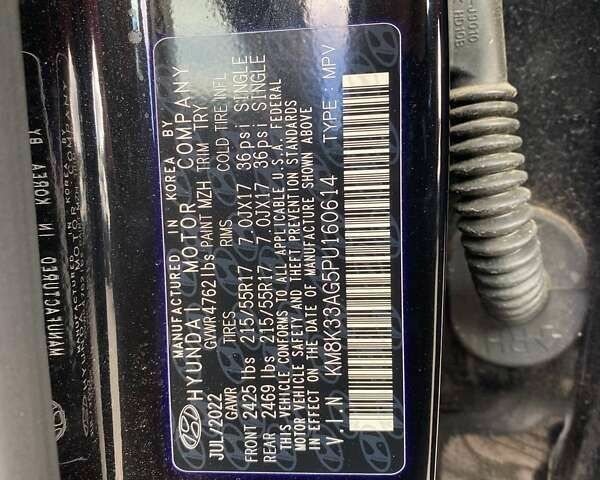 MANUFACTURED IN KOREA BY
HYUNDAI MOTOR COMPANY
JUL/2022 GVWR4762 lbs PAINT MZH TRIM TRY
GAWR TIRES RIMS COLD TIRE INFL
FRONT 2425 lbs 215/55R17 7.0JX17 36psi SINGLE
REAR 2469 lbs 215/55R17 7.0JX17 36psi SINGLE
THIS VEHICLE CONFORMS TO ALL APPLICABLE U.S.A. FEDERAL
MOTOR VEHICLE SAFETY AND THEFT PREVENTION STANDARDS
IN EFFECT ON THE DATE OF MANUFACTURE SHOWN ABOVE
V.I.N KM8K33AG5PU160614 TYPE : MPV